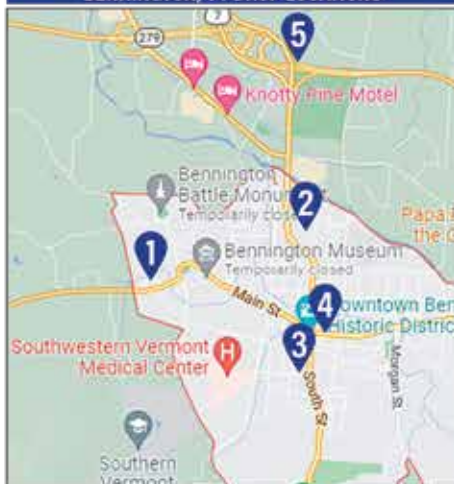 7
279
5
Knotty Pine Motel
Bennington
Battle Monument
Temporarily closed
2
Papa
the
1
Bennington Museum
Temporarily closed
Main St
4
Downtown Ben
Historic Distric
3
Southwestern Vermont
Medical Center
H
South St
Morgan St
Southern
Vermont